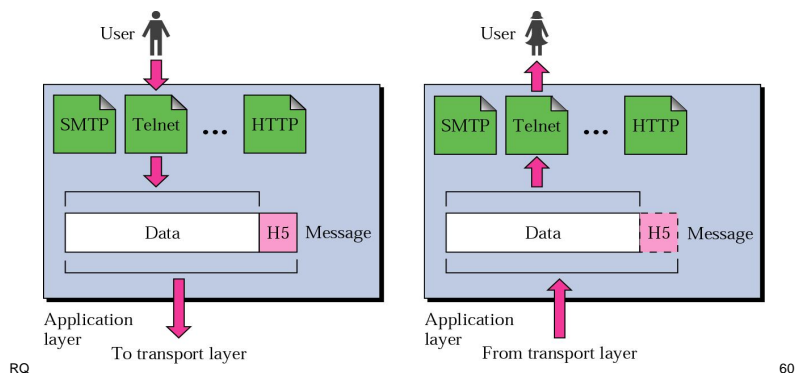 User
SMTP Telnet ... HTTP
Data H5 Message
Application
layer
To transport layer
User
SMTP Telnet ... HTTP
Data H5 Message
Application
layer
From transport layer
RQ
60